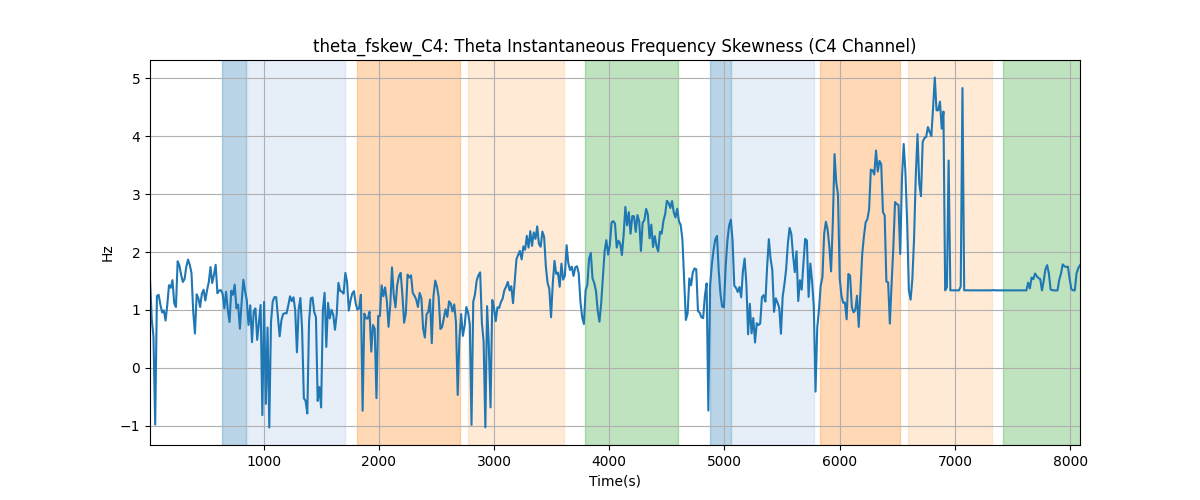 theta_fskew_C4: Theta Instantaneous Frequency Skewness (C4 Channel)
5
4
3
2
1
0
−1
Hz
1000 2000 3000 4000 5000 6000 7000 8000
Time(s)